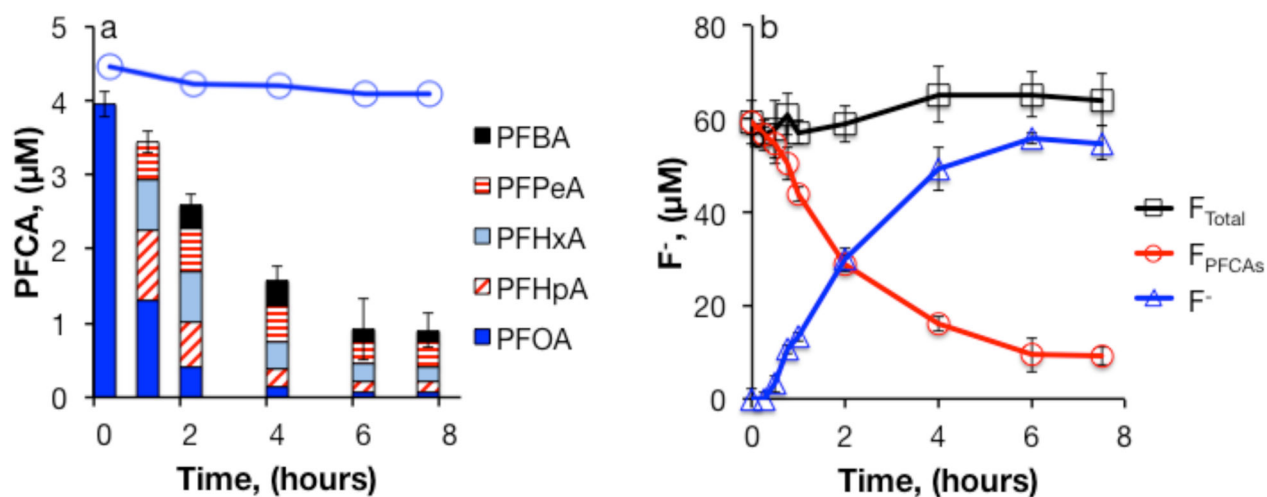 a
PFCA, (µM)
5
4
3
2
1
0
0 2 4 6 8
Time, (hours)
PFBA
PFPeA
PFHxA
PFHpA
PFOA
b
F-, (µM)
80
60
40
20
0
0 2 4 6 8
Time, (hours)
FTotal
FPFCAs
F-